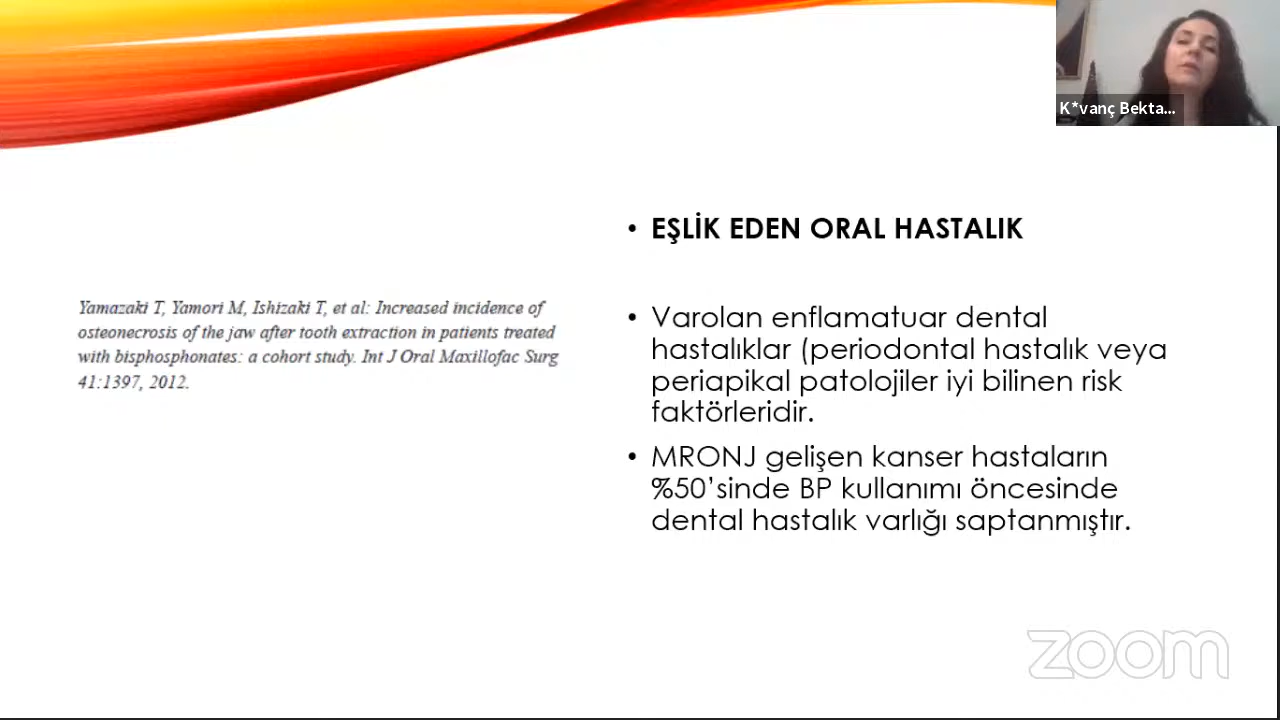 K*vanç Bekta...
• EŞLİK EDEN ORAL HASTALIK
Yamazaki T, Yamori M, Ishizaki T, et al: Increased incidence of
osteonecrosis of the jaw after tooth extraction in patients treated
with bisphosphonates: a cohort study. Int J Oral Maxillofac Surg
41:1397, 2012.
• Varolan enflamatuar dental
hastalıklar (periodontal hastalık veya
periapikal patolojiler iyi bilinen risk
faktörleridir.
• MRONJ gelişen kanser hastaların
%50’sinde BP kullanımı öncesinde
dental hastalık varlığı saptanmıştır.
zoom